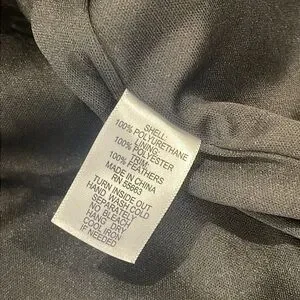 SHELL:
100% POLYURETHANE
LINING:
100% POLYESTER
TRIM:
100% FEATHERS
MADE IN CHINA
RN 55663
TURN INSIDE OUT
HAND WASH COLD
SEPARATELY
NO BLEACH
HANG DRY
COOL IRON
IF NEEDED